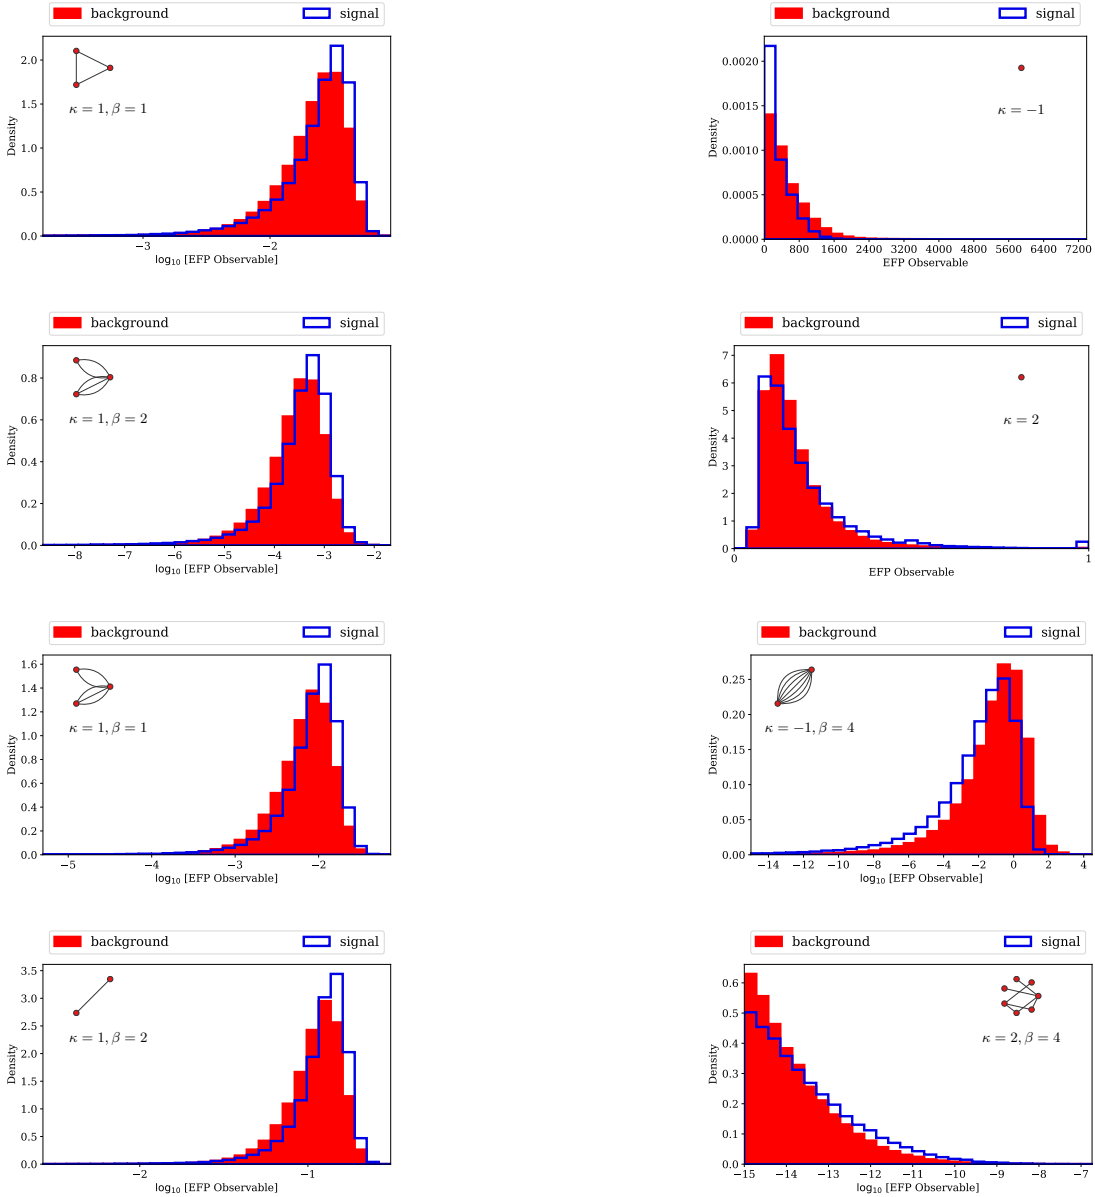 background signal
2.0
1.5
1.0
0.5
0.0
Density
κ = 1, β = 1
−3 −2
log10 [EFP Observable]
background signal
0.0020
0.0015
0.0010
0.0005
0.0000
Density
κ = −1
0 800 1600 2400 3200 4000 4800 5600 6400 7200
EFP Observable
background signal
0.8
0.6
0.4
0.2
0.0
Density
κ = 1, β = 2
−8 −7 −6 −5 −4 −3 −2
log10 [EFP Observable]
background signal
7
6
5
4
3
2
1
0
Density
κ = 2
0 1
EFP Observable
background signal
1.6
1.4
1.2
1.0
0.8
0.6
0.4
0.2
0.0
Density
κ = 1, β = 1
−5 −4 −3 −2
log10 [EFP Observable]
background signal
0.25
0.20
0.15
0.10
0.05
0.00
Density
κ = −1, β = 4
−14 −12 −10 −8 −6 −4 −2 0 2 4
log10 [EFP Observable]
background signal
3.5
3.0
2.5
2.0
1.5
1.0
0.5
0.0
Density
κ = 1, β = 2
−2 −1
log10 [EFP Observable]
background signal
0.6
0.5
0.4
0.3
0.2
0.1
0.0
Density
κ = 2, β = 4
−15 −14 −13 −12 −11 −10 −9 −8 −7
log10 [EFP Observable]